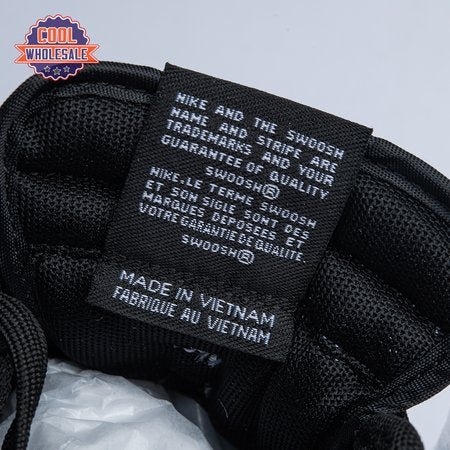 COOL
WHOLESALE
NIKE AND THE SWOOSH
NAME AND STRIPE ARE
TRADEMARKS AND YOUR
GUARANTEE OF QUALITY
SWOOSH®
NIKE.LE TERME SWOOSH
ET SON SIGLE SONT DES
MARQUES DEPOSEES ET
VOTRE GARANTIE DE QUALITE.
SWOOSH®
MADE IN VIETNAM
FABRIQUE AU VIETNAM